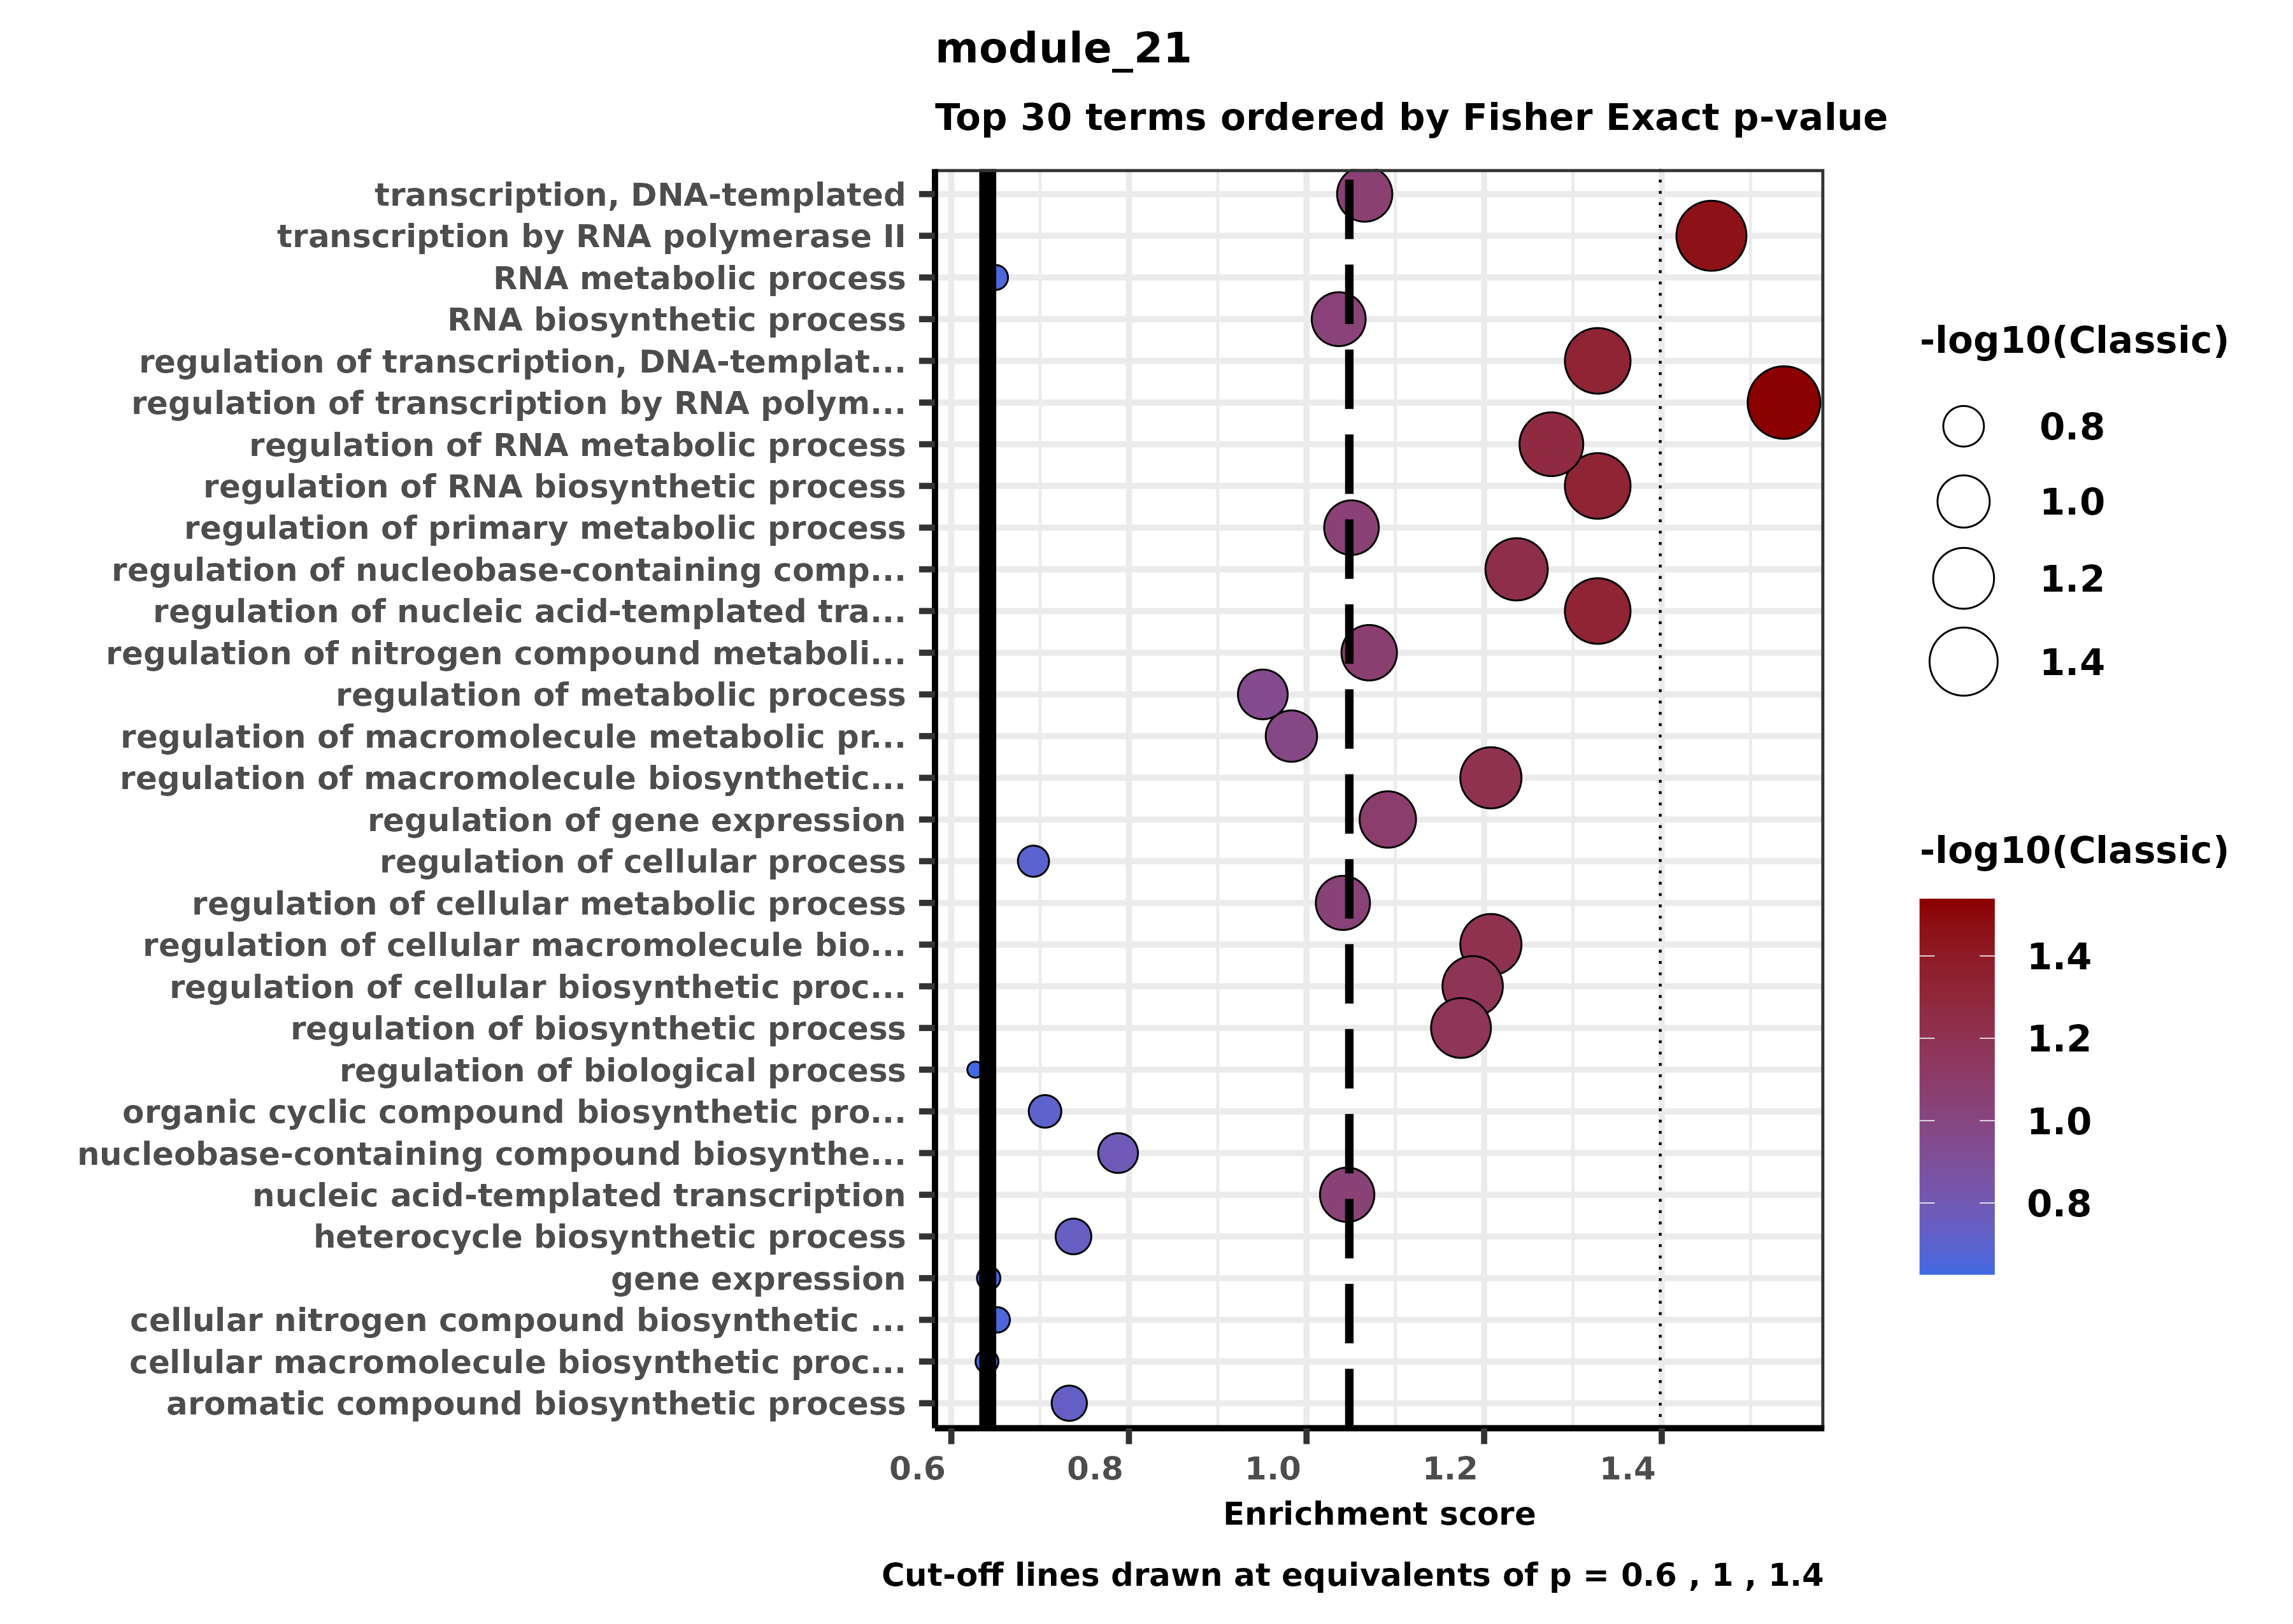 module_21
Top 30 terms ordered by Fisher Exact p-value
transcription, DNA-templated
transcription by RNA polymerase II
RNA metabolic process
RNA biosynthetic process
regulation of transcription, DNA-templat...
regulation of transcription by RNA polym...
regulation of RNA metabolic process
regulation of RNA biosynthetic process
regulation of primary metabolic process
regulation of nucleobase-containing comp...
regulation of nucleic acid-templated tra...
regulation of nitrogen compound metaboli...
regulation of metabolic process
regulation of macromolecule metabolic pr...
regulation of macromolecule biosynthetic...
regulation of gene expression
regulation of cellular process
regulation of cellular metabolic process
regulation of cellular macromolecule bio...
regulation of cellular biosynthetic proc...
regulation of biosynthetic process
regulation of biological process
organic cyclic compound biosynthetic pro...
nucleobase-containing compound biosynthe...
nucleic acid-templated transcription
heterocycle biosynthetic process
gene expression
cellular nitrogen compound biosynthetic ...
cellular macromolecule biosynthetic proc...
aromatic compound biosynthetic process
0.6 0.8 1.0 1.2 1.4
Enrichment score
Cut-off lines drawn at equivalents of p = 0.6 , 1 , 1.4
-log10(Classic)
0.8
1.0
1.2
1.4
-log10(Classic)
1.4
1.2
1.0
0.8